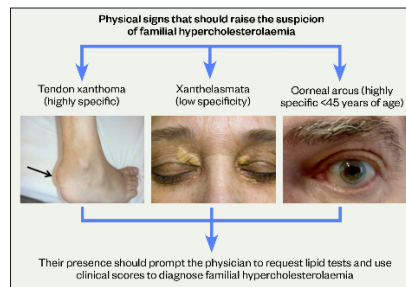 Physical signs that should raise the suspicion
of familial hypercholesterolaemia
Tendon xanthoma
(highly specific)
Xanthelasmata
(low specificity)
Corneal arcus (highly
specific <45 years of age)
Their presence should prompt the physician to request lipid tests and use
clinical scores to diagnose familial hypercholesterolaemia